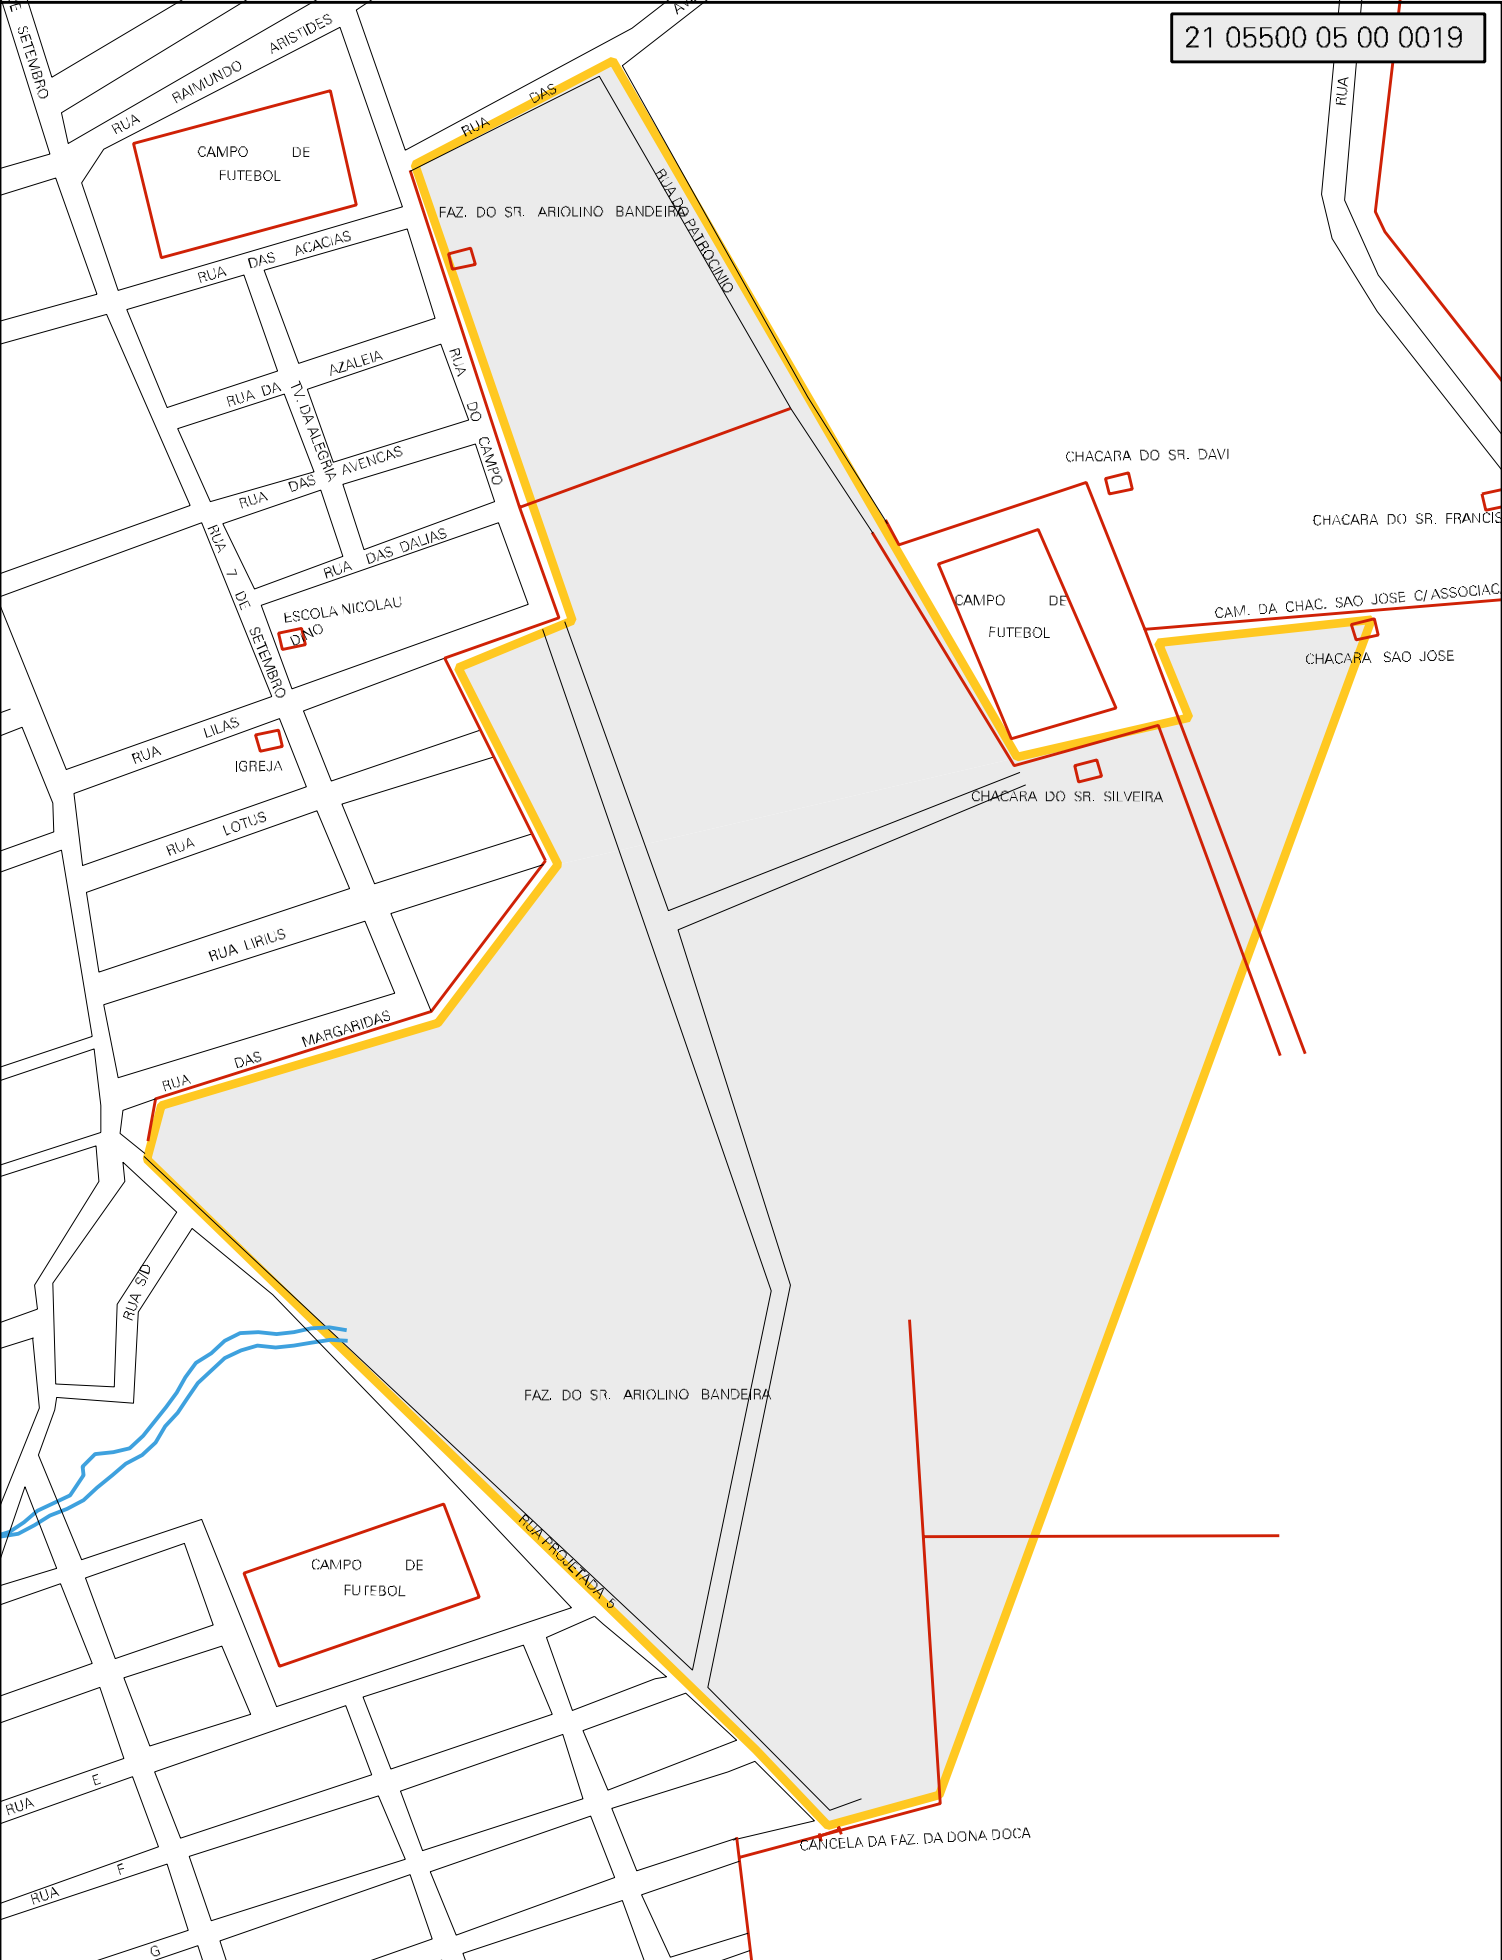 21 05500 05 00 0019
SETEMBRO
RUA RAIMUNDO ARISTIDES
RUA
CAMPO DE
FUTEBOL
RUA DAS
RUA DO PATROCINIO
FAZ. DO SR. ARIOLINO BANDEIRA
RUA DAS ACACIAS
RUA DA AZALEIA
TV. DA ALEGRIA
RUA DO CAMPO
RUA DAS AVENCAS
CHACARA DO SR. DAVI
CHACARA DO SR. FRANCIS
RUA 7 DE SETEMBRO
RUA DAS DALIAS
ESCOLA NICOLAU
DINO
CAMPO DE
FUTEBOL
CAM. DA CHAC. SAO JOSE C/ ASSOCIAC
CHACARA SAO JOSE
RUA LILAS
IGREJA
CHACARA DO SR. SILVEIRA
RUA LOTUS
RUA LIRIUS
RUA DAS MARGARIDAS
RUA S/D
FAZ. DO SR. ARIOLINO BANDEIRA
RUA PROJETADA 5
CAMPO DE
FUTEBOL
RUA E
CANCELA DA FAZ. DA DONA DOCA
RUA F
G